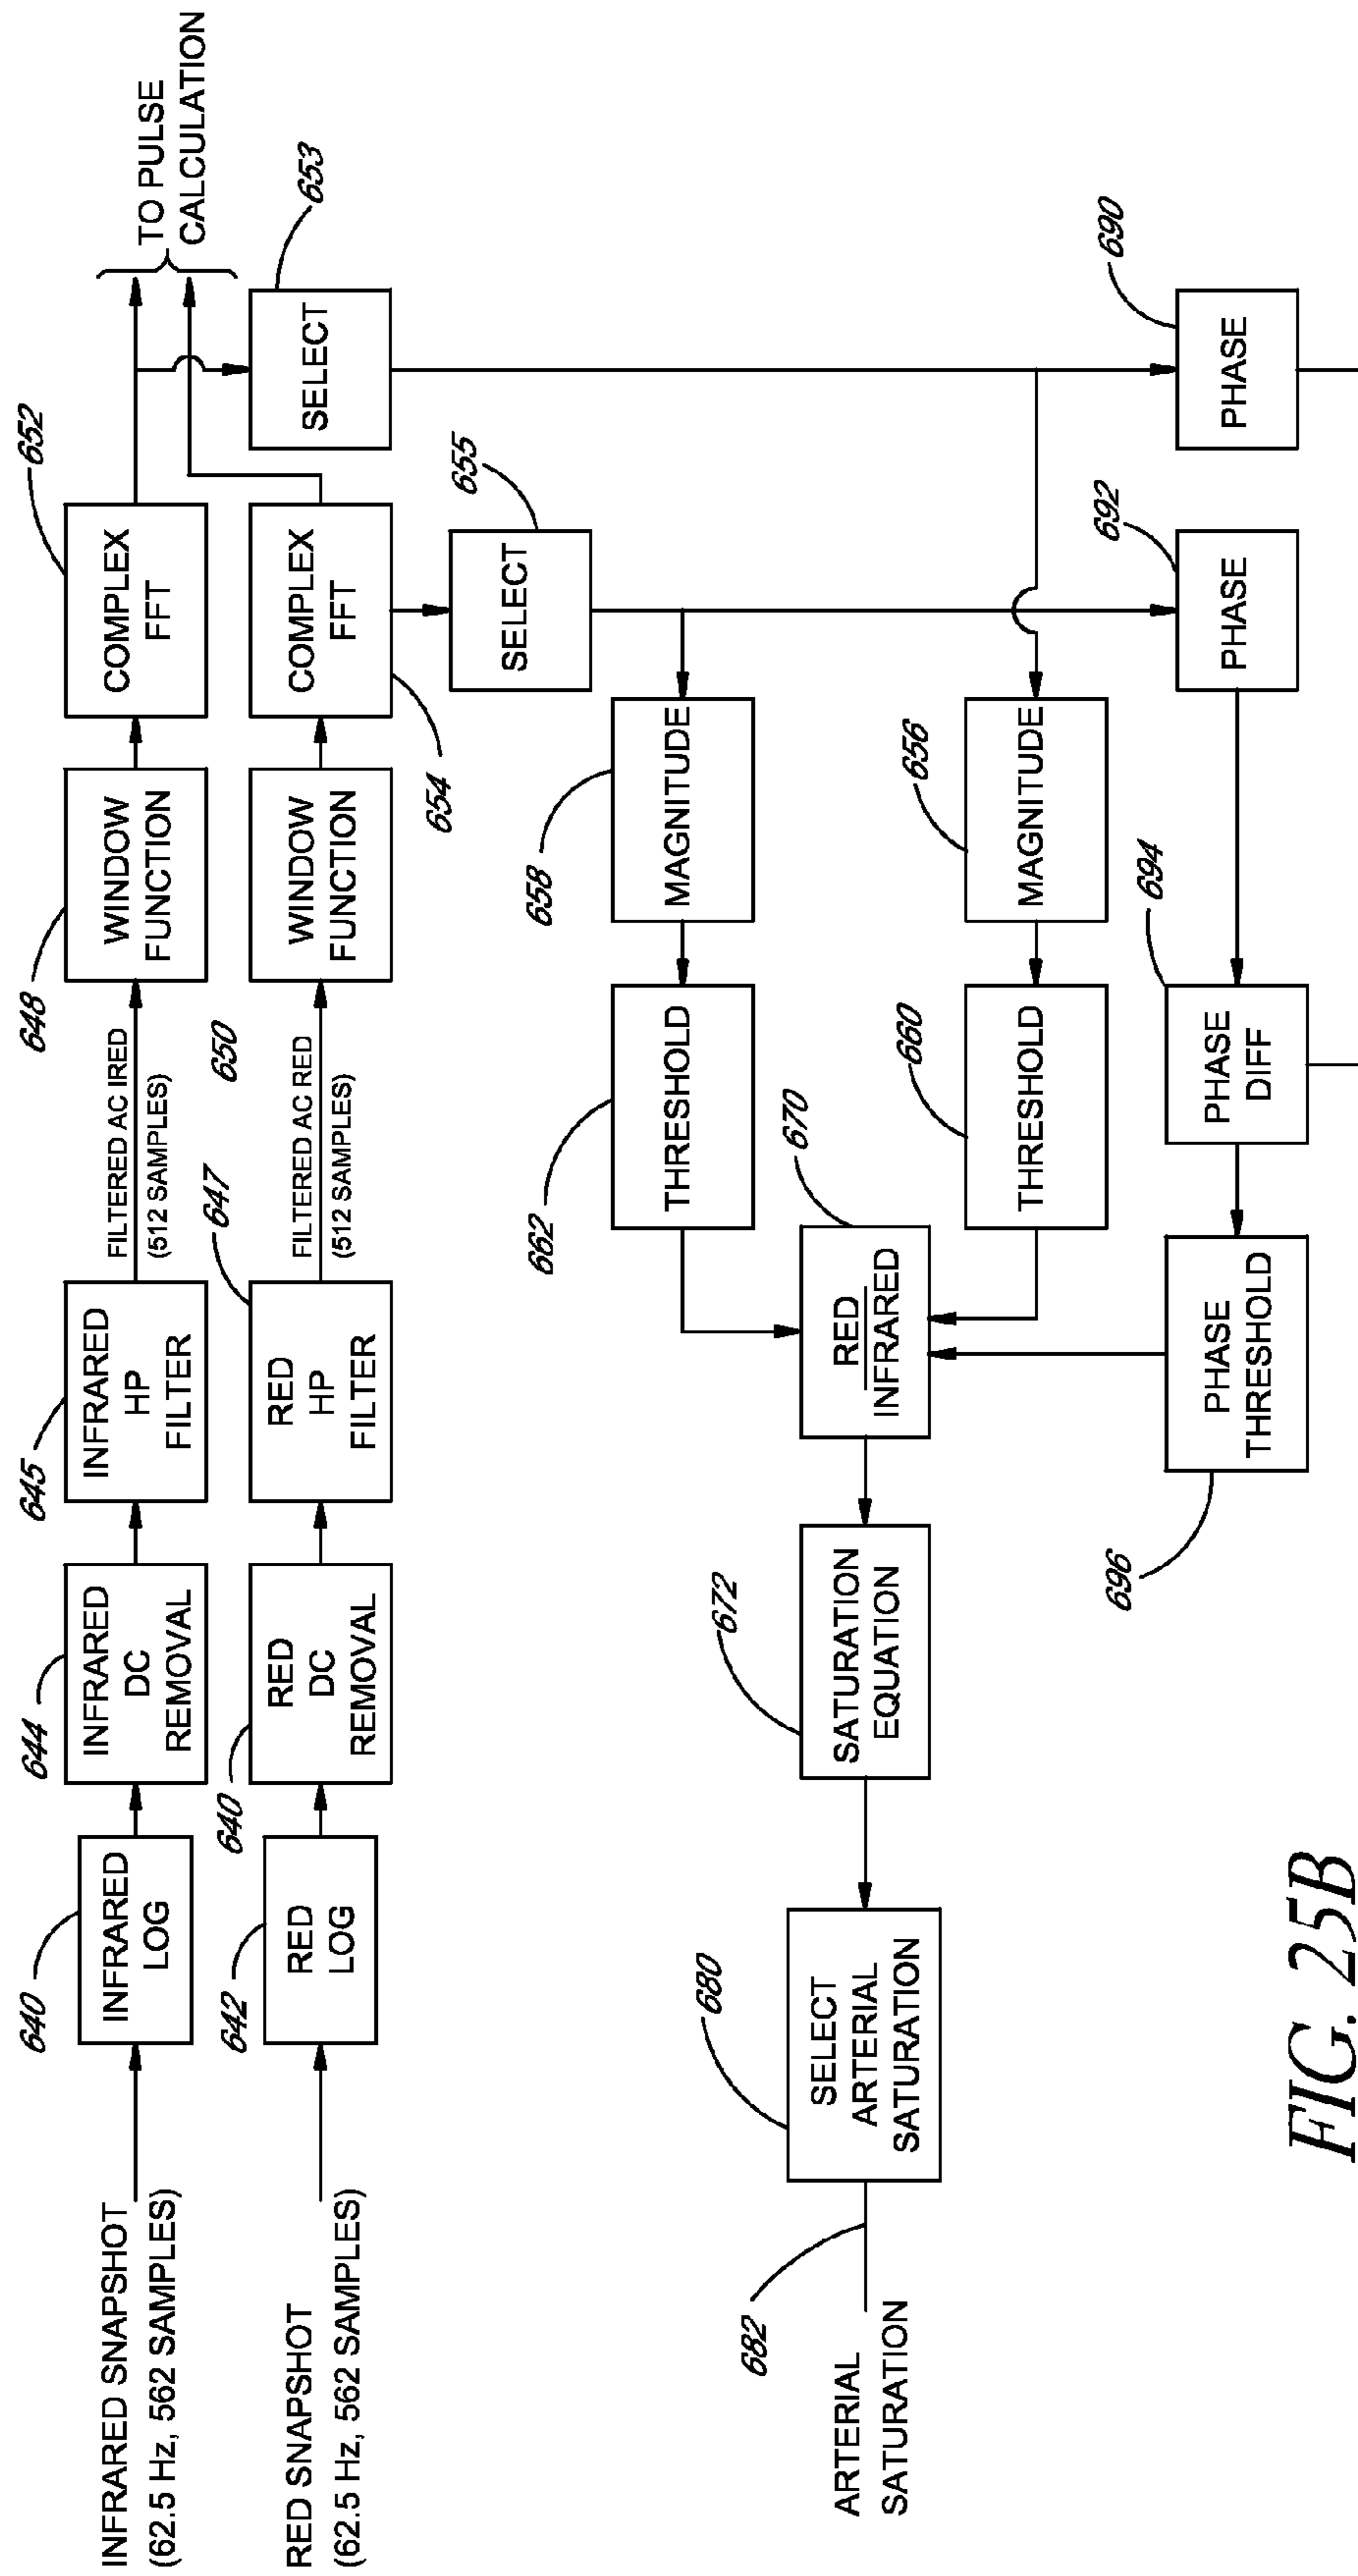 INFRARED SNAPSHOT
(62.5 Hz, 562 SAMPLES)
640
INFRARED
LOG
644
INFRARED
DC
REMOVAL
645
INFRARED
HP
FILTER
FILTERED AC IRED
(512 SAMPLES)
648
WINDOW
FUNCTION
652
COMPLEX
FFT
TO PULSE
CALCULATION
RED SNAPSHOT
(62.5 Hz, 562 SAMPLES)
642
RED
LOG
640
RED
DC
REMOVAL
647
RED
HP
FILTER
FILTERED AC RED
(512 SAMPLES)
650
WINDOW
FUNCTION
654
COMPLEX
FFT
653
SELECT
655
SELECT
658
MAGNITUDE
662
THRESHOLD
656
MAGNITUDE
660
THRESHOLD
670
RED
INFRARED
672
SATURATION
EQUATION
680
SELECT
ARTERIAL
SATURATION
682
ARTERIAL
SATURATION
690
PHASE
692
PHASE
694
PHASE
DIFF
696
PHASE
THRESHOLD
FIG. 25B